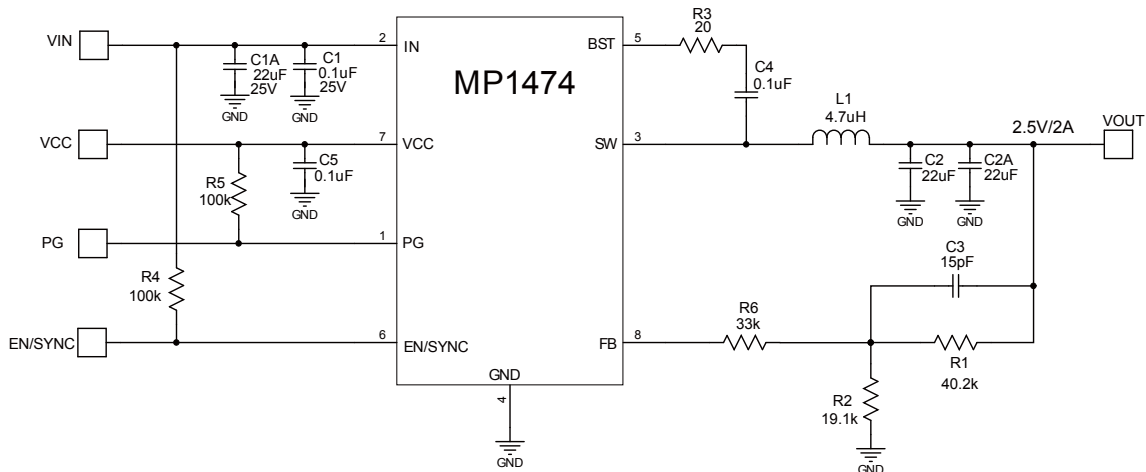 VIN
2
IN
C1A
22uF
25V
GND
C1
0.1uF
25V
GND
MP1474
BST
5
R3
20
C4
0.1uF
VCC
7
VCC
C5
0.1uF
GND
R5
100k
SW
3
L1
4.7uH
2.5V/2A
VOUT
C2
22uF
GND
C2A
22uF
GND
PG
1
PG
R4
100k
C3
15pF
EN/SYNC
6
EN/SYNC
FB
8
R6
33k
R1
40.2k
R2
19.1k
GND
GND
4
GND